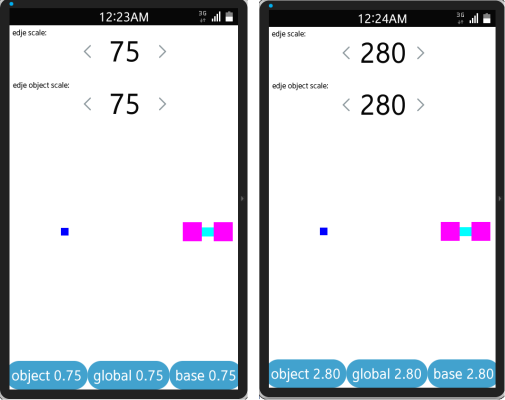 12:23AM
3G
edje scale:
75
edje object scale:
75
object 0.75
global 0.75
base 0.75
12:24AM
3G
edje scale:
280
edje object scale:
280
object 2.80
global 2.80
base 2.80